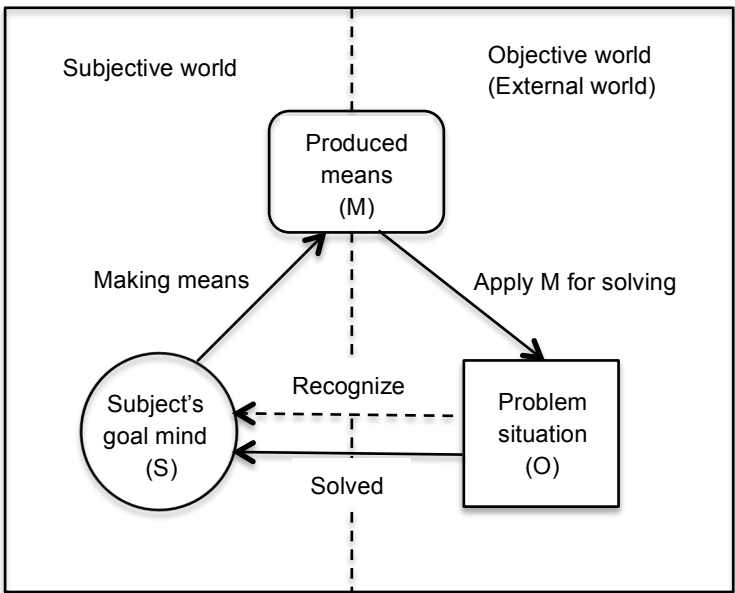 Subjective world
Objective world
(External world)
Produced
means
(M)
Making means
Apply M for solving
Recognize
Subject’s
goal mind
(S)
Problem
situation
(O)
Solved